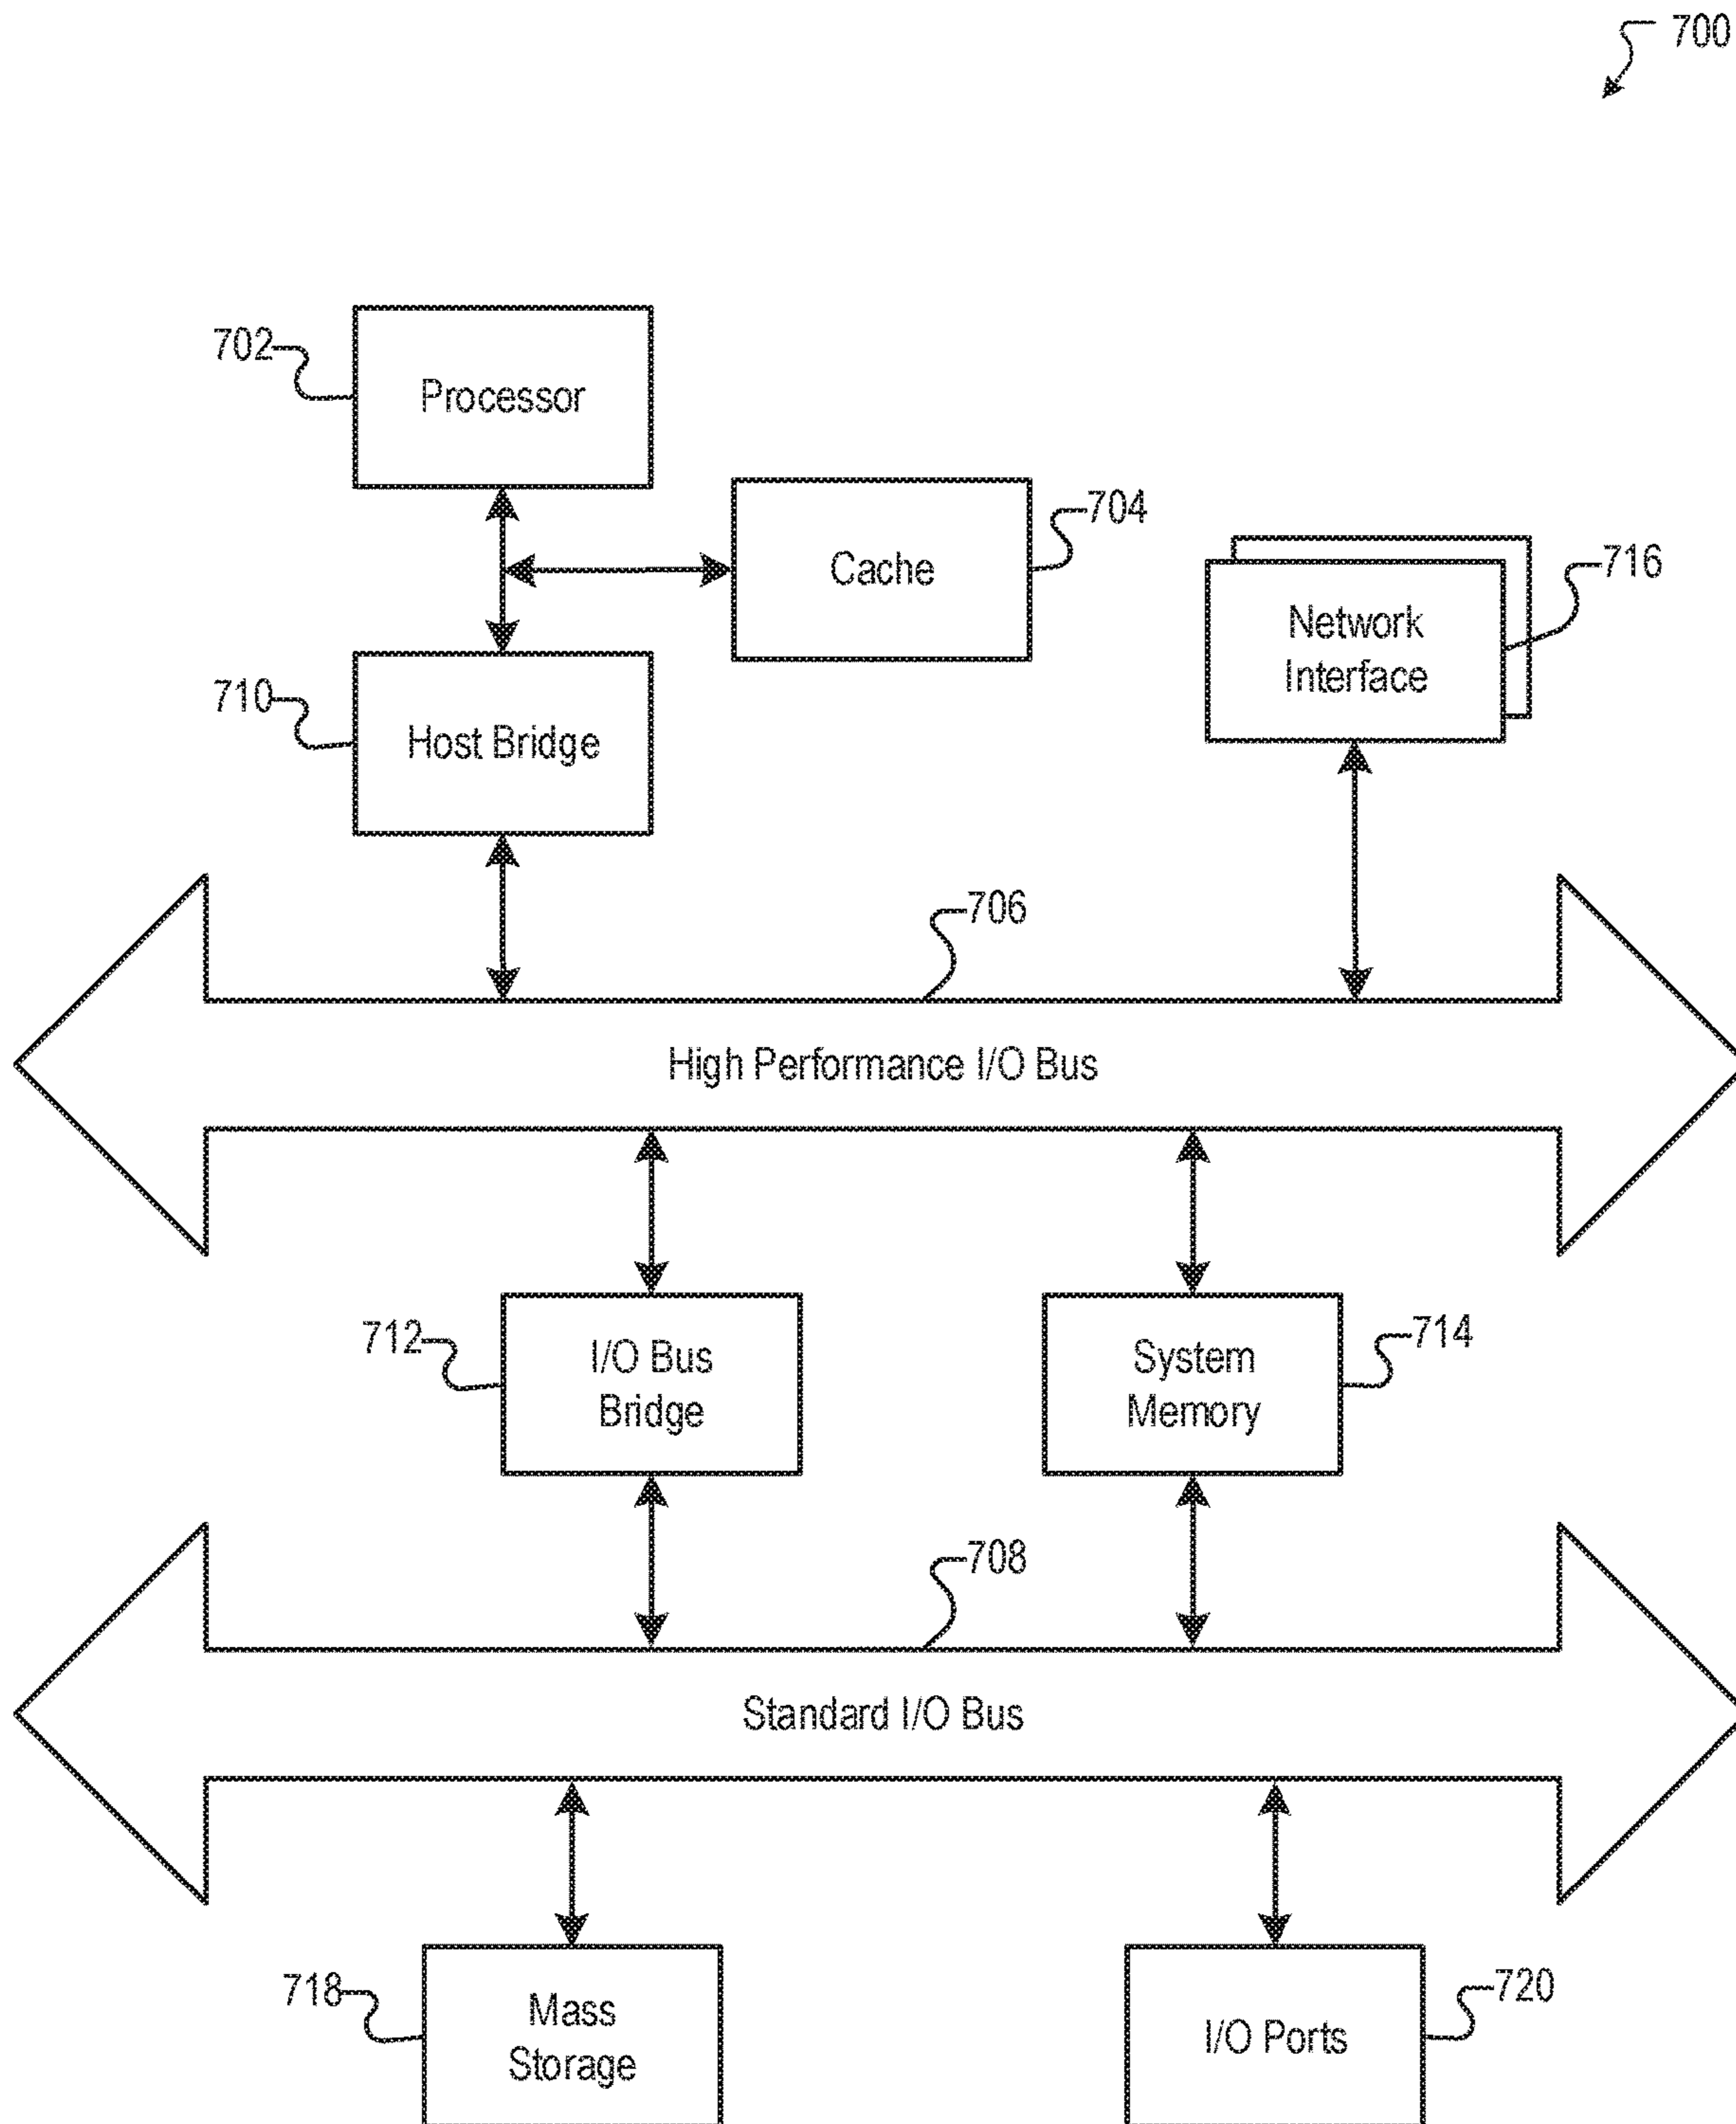 700
702
Processor
704
Cache
716
Network
Interface
710
Host Bridge
706
High Performance I/O Bus
712
I/O Bus
Bridge
System
Memory
714
708
Standard I/O Bus
718
Mass
Storage
I/O Ports
720